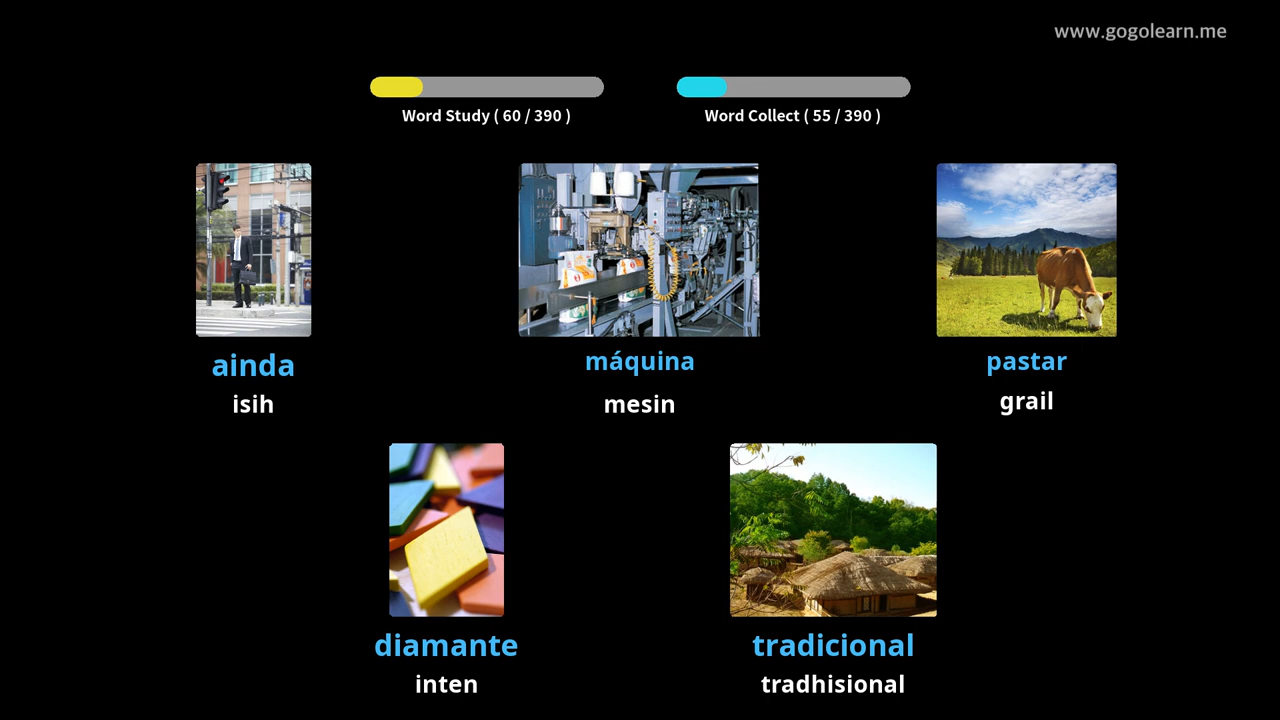 www.gogolearn.me
Word Study ( 60 / 390 )
Word Collect ( 55 / 390 )
ainda
isih
máquina
mesin
pastar
grail
diamante
inten
tradicional
tradhisional